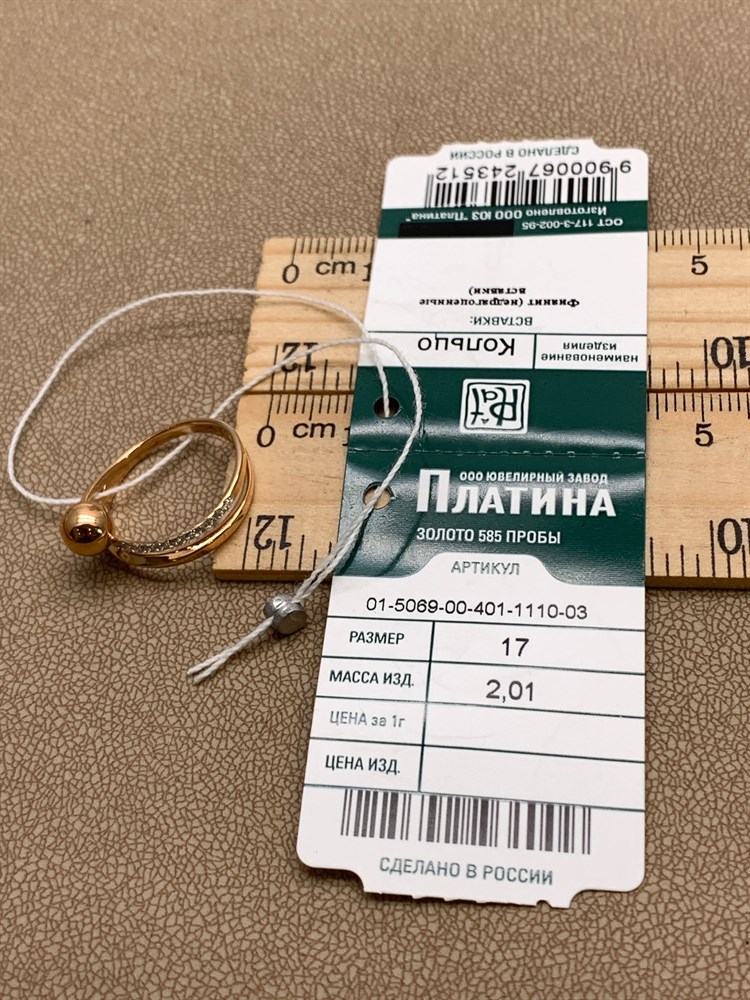 СДЕЛАНО В РОССИИ
9 900067 243512
Изготовлено ООО ЮЗ "Платина"
ОСТ 117-3-002-95
Фианит (недрагоценные
вставки)
ВСТАВКИ:
наименование
изделия
Кольцо
Plat
ООО ЮВЕЛИРНЫЙ ЗАВОД
ПЛАТИНА
ЗОЛОТО 585 ПРОБЫ
АРТИКУЛ
01-5069-00-401-1110-03
РАЗМЕР 17
МАССА ИЗД. 2,01
ЦЕНА за 1г
ЦЕНА ИЗД.
СДЕЛАНО В РОССИИ
0 cm 1 5
12 10
0 cm 5
12 10